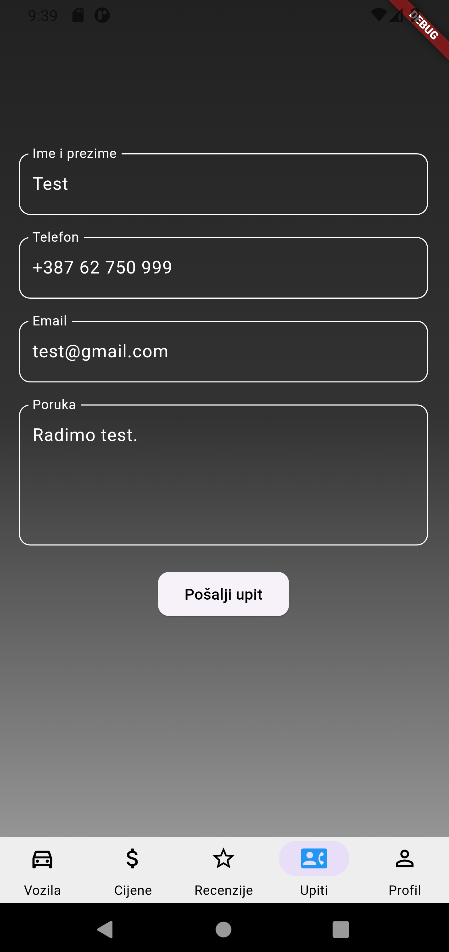 9:39
DEBUG
Ime i prezime
Test
Telefon
+387 62 750 999
Email
test@gmail.com
Poruka
Radimo test.
Pošalji upit
Vozila
Cijene
Recenzije
Upiti
Profil